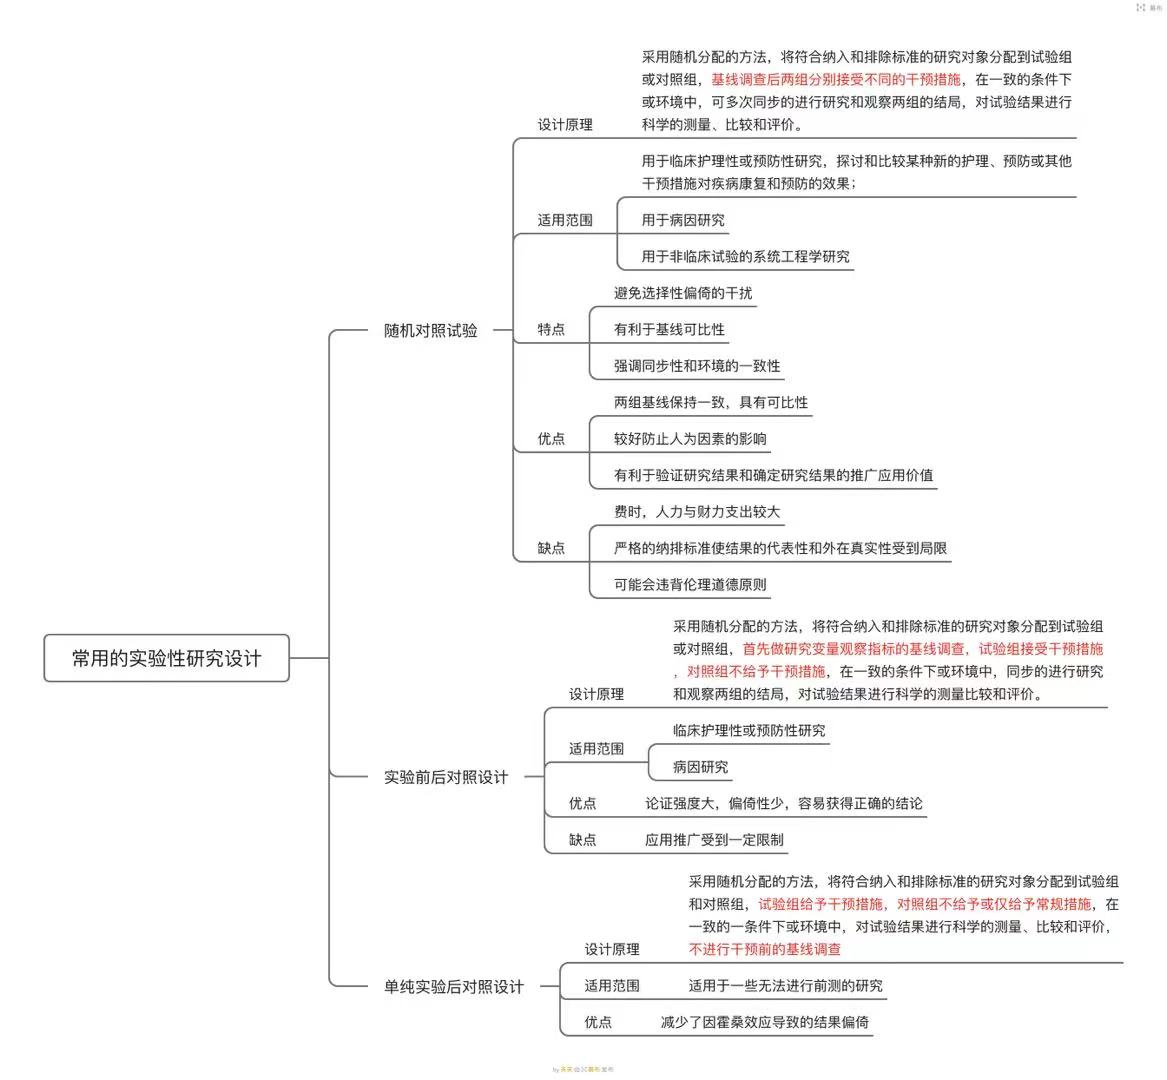 幕布
采用随机分配的方法，将符合纳入和排除标准的研究对象分配到试验组
或对照组，基线调查后两组分别接受不同的干预措施，在一致的条件下
或环境中，可多次同步的进行研究和观察两组的结局，对试验结果进行
科学的测量、比较和评价。
设计原理
用于临床护理性或预防性研究，探讨和比较某种新的护理、预防或其他
干预措施对疾病康复和预防的效果；
适用范围
用于病因研究
用于非临床试验的系统工程学研究
避免选择性偏倚的干扰
随机对照试验
特点
有利于基线可比性
强调同步性和环境的一致性
两组基线保持一致，具有可比性
优点
较好防止人为因素的影响
有利于验证研究结果和确定研究结果的推广应用价值
费时，人力与财力支出较大
缺点
严格的纳排标准使结果的代表性和外在真实性受到局限
可能会违背伦理道德原则
常用的实验性研究设计
采用随机分配的方法，将符合纳入和排除标准的研究对象分配到试验组
或对照组，首先做研究变量观察指标的基线调查，试验组接受干预措施
，对照组不给予干预措施，在一致的条件下或环境中，同步的进行研究
和观察两组的结局，对试验结果进行科学的测量比较和评价。
设计原理
临床护理性或预防性研究
适用范围
病因研究
实验前后对照设计
优点
论证强度大，偏倚性少，容易获得正确的结论
缺点
应用推广受到一定限制
采用随机分配的方法，将符合纳入和排除标准的研究对象分配到试验组
和对照组，试验组给予干预措施，对照组不给予或仅给予常规措施，在
一致的一条件下或环境中，对试验结果进行科学的测量、比较和评价，
不进行干预前的基线调查
设计原理
单纯实验后对照设计
适用范围
适用于一些无法进行前测的研究
优点
减少了因霍桑效应导致的结果偏倚